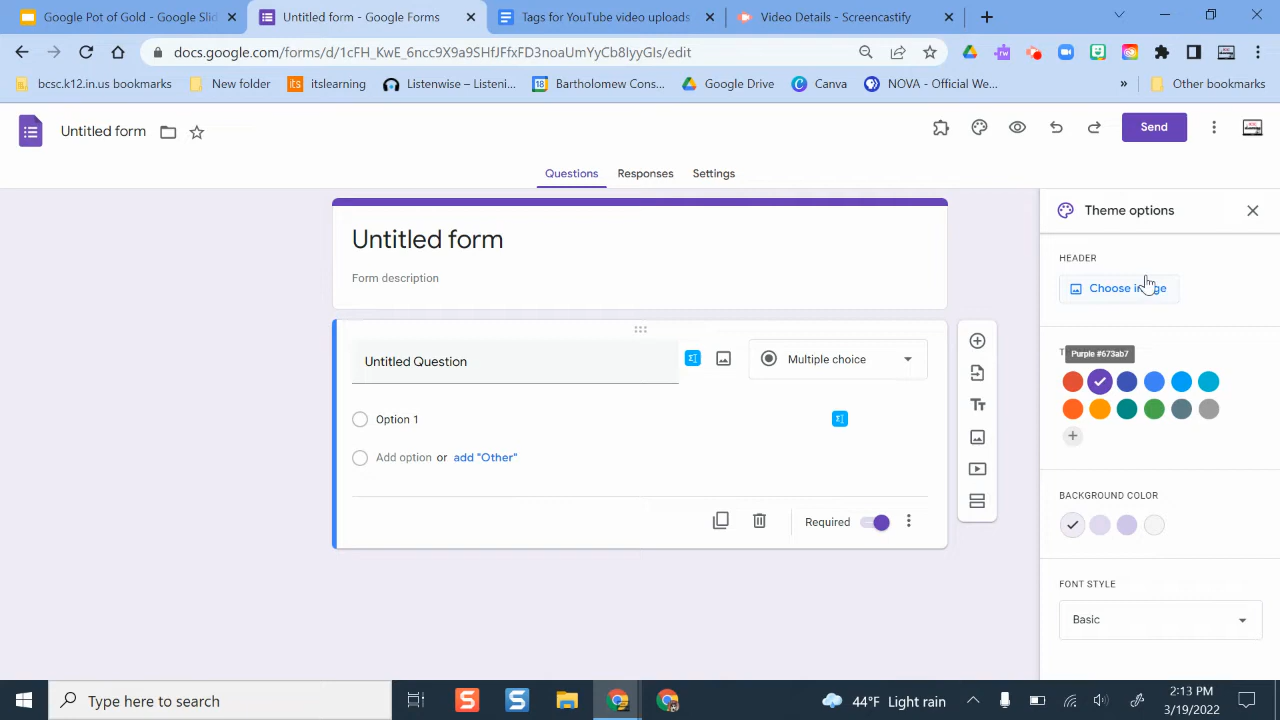 Google Pot of Gold - Google Slid
Untitled form - Google Forms
Tags for YouTube video uploads
Video Details - Screencastify
docs.google.com/forms/d/1cFH_KwE_6ncc9X9a9SHfJFfxFD3noaUmYyCb8IyyGIs/edit
bcsc.k12.in.us bookmarks
New folder
its
itslearning
Listenwise – Listeni...
18
Bartholomew Cons...
Google Drive
Canva
NOVA - Official We...
»
Other bookmarks
Untitled form
Send
Questions
Responses
Settings
Theme options
Untitled form
HEADER
Form description
Choose image
Untitled Question
Multiple choice
Purple #673ab7
Option 1
Add option or add "Other"
BACKGROUND COLOR
Required
FONT STYLE
Basic
Type here to search
44°F Light rain
2:13 PM
3/19/2022